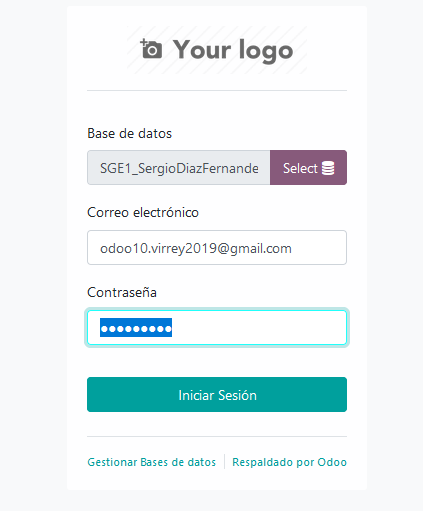 Your logo
Base de datos
SGE1_SergioDiazFernande
Select
Correo electrónico
odoo10.virrey2019@gmail.com
Contraseña
●●●●●●●●●
Iniciar Sesión
Gestionar Bases de datos | Respaldado por Odoo